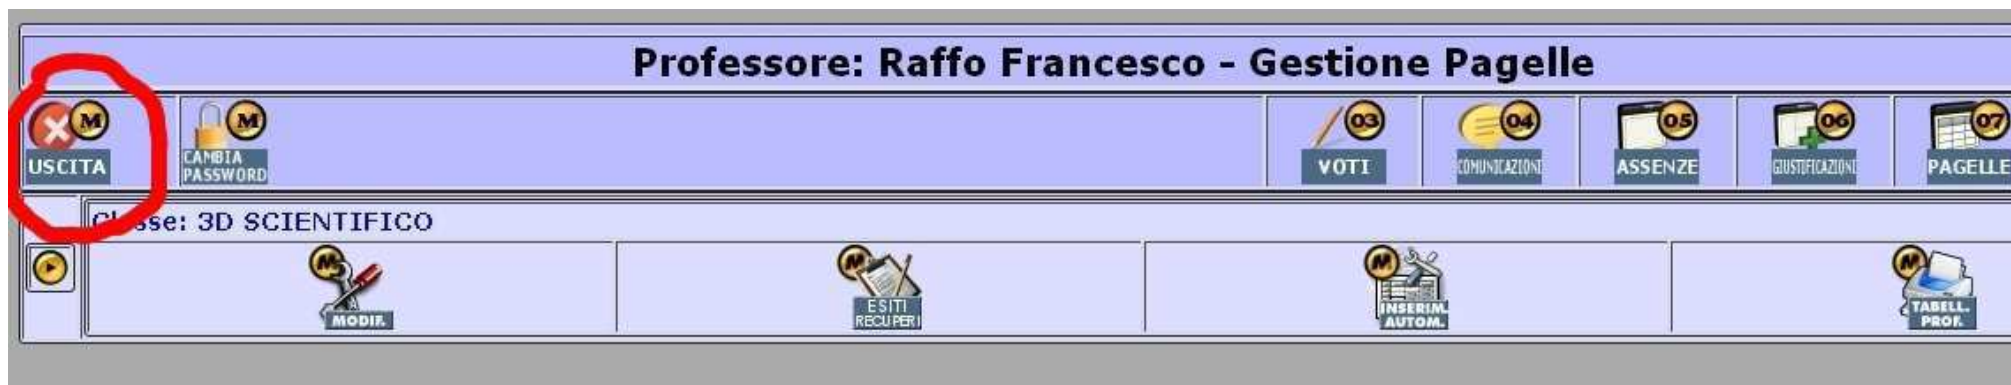 Professore: Raffo Francesco - Gestione Pagelle
M
USCITA
M
CAMBIA
PASSWORD
03
VOTI
04
COMUNICAZIONI
05
ASSENZE
06
GIUSTIFICAZIONI
07
PAGELLE
Classe: 3D SCIENTIFICO
M
MODIF.
M
ESITI
RECUPERI
M
INSERIM.
AUTOM.
M
TABELL.
PROF.